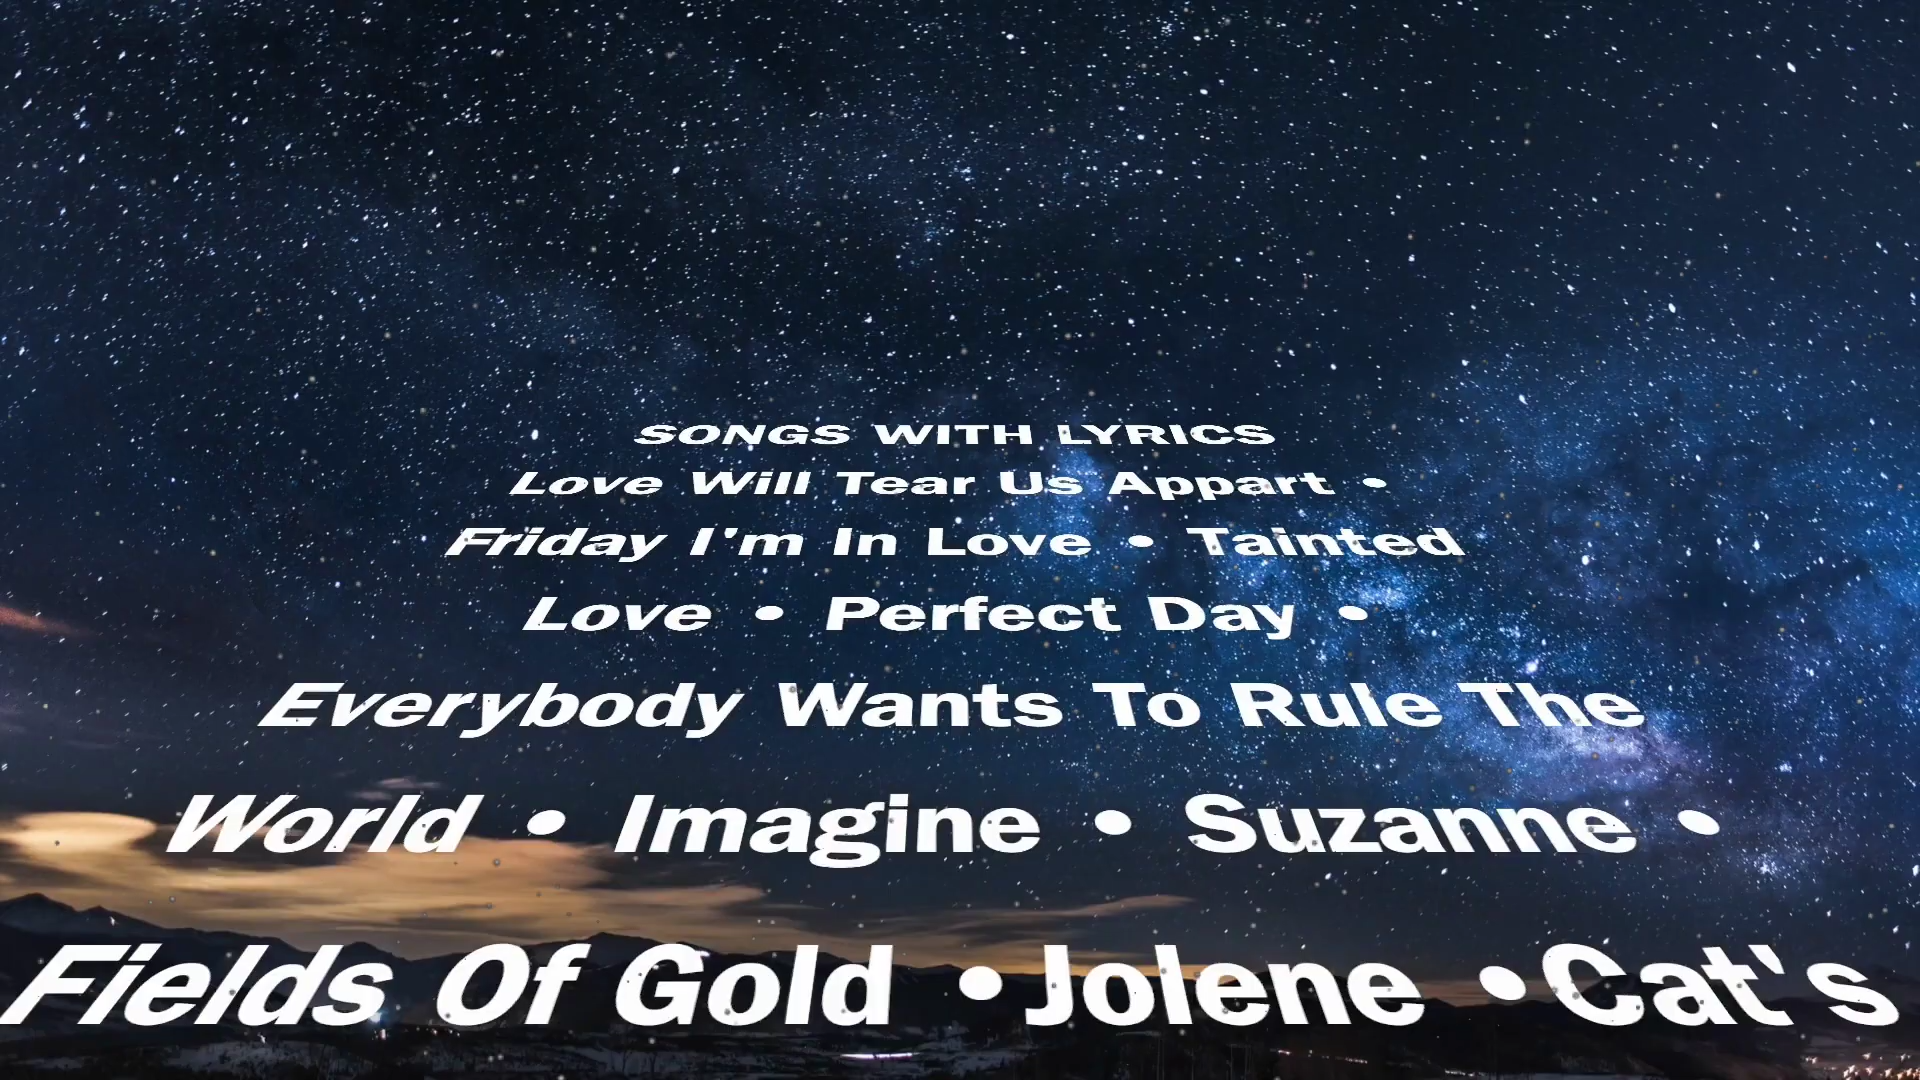 SONGS WITH LYRICS
Love Will Tear Us Appart •
Friday I'm In Love • Tainted
Love • Perfect Day •
Everybody Wants To Rule The
World • Imagine • Suzanne •
Fields Of Gold • Jolene • Cat's